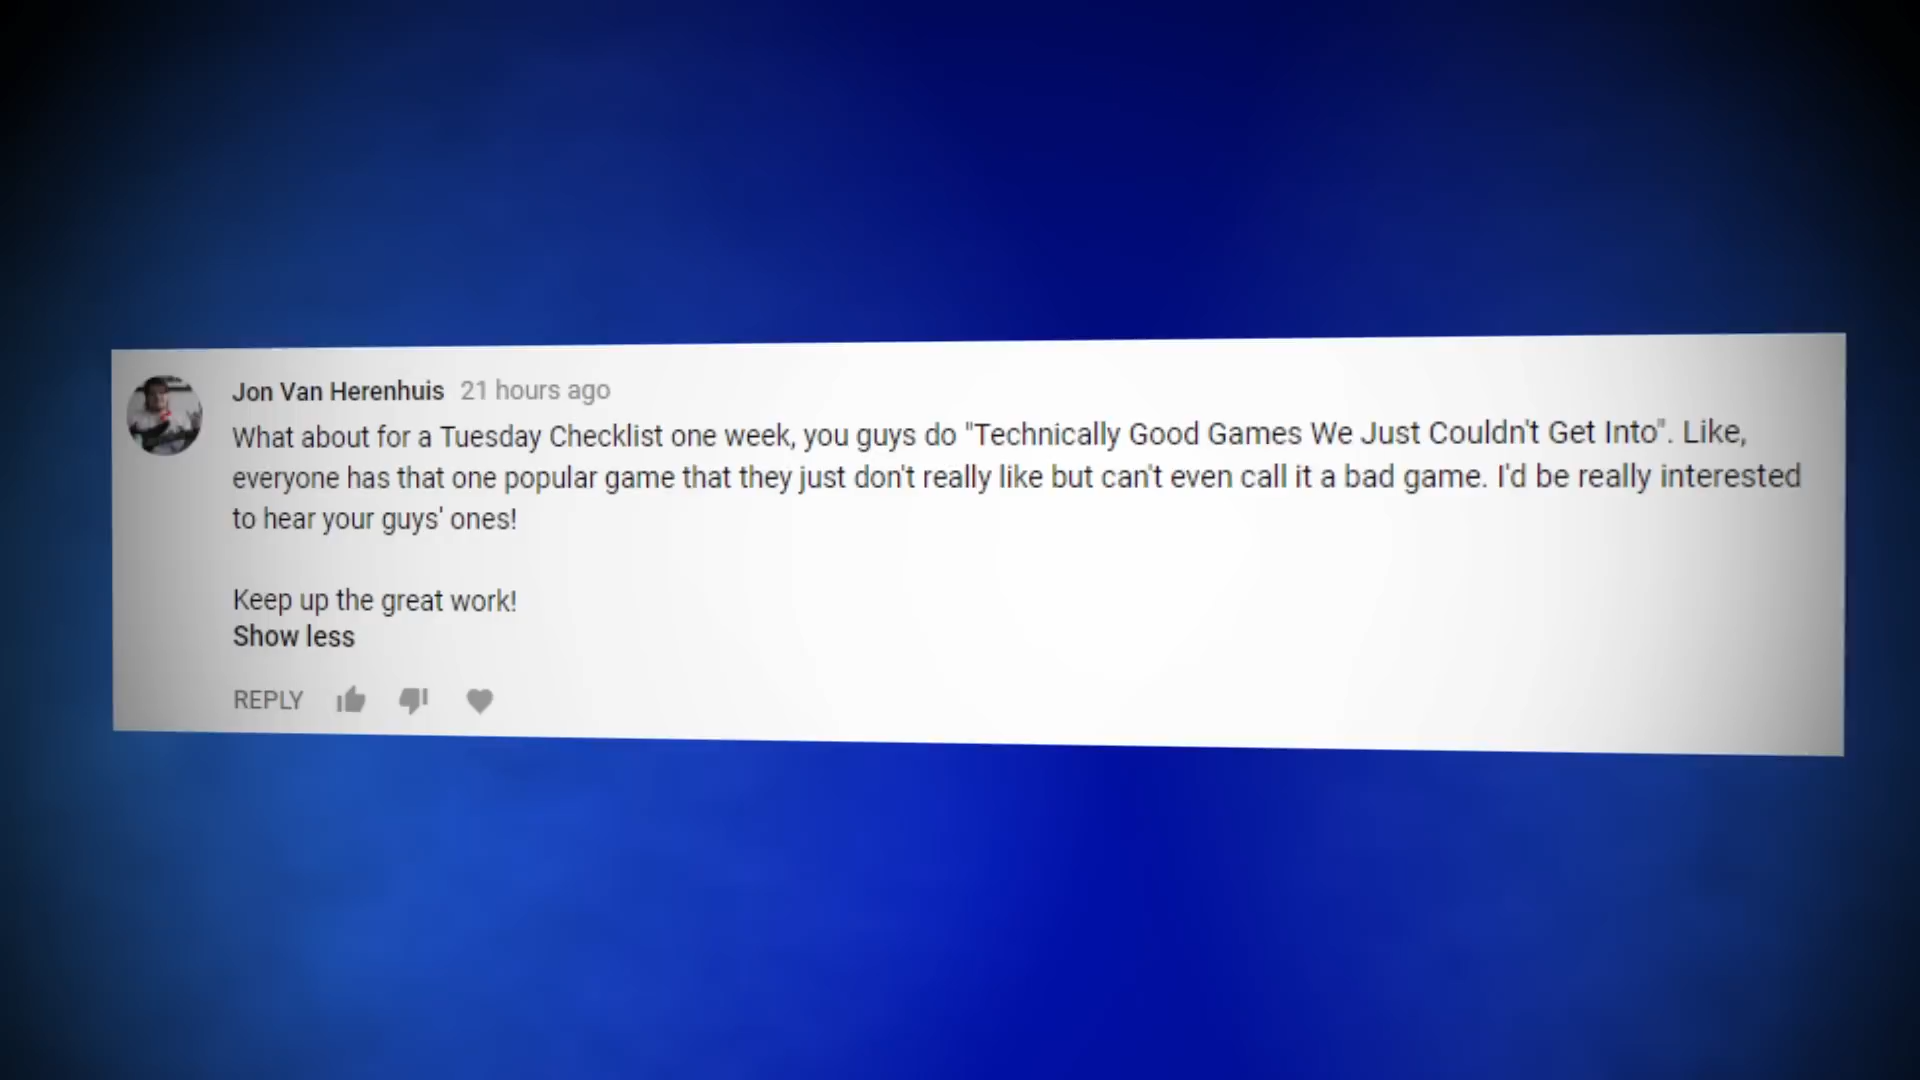 Jon Van Herenhuis 21 hours ago
What about for a Tuesday Checklist one week, you guys do "Technically Good Games We Just Couldn't Get Into". Like,
everyone has that one popular game that they just don't really like but can't even call it a bad game. I'd be really interested
to hear your guys' ones!
Keep up the great work!
Show less
REPLY